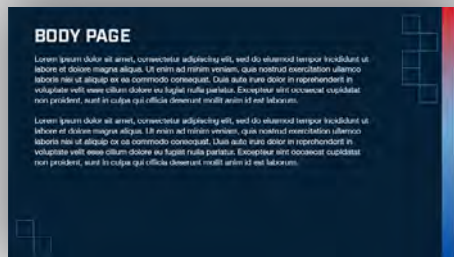 BODY PAGE
Lorem ipsum dolor sit amet, consectetur adipiscing elit, sed do eiusmod tempor incididunt ut
labore et dolore magna aliqua. Ut enim ad minim veniam, quis nostrud exercitation ullamco
laboris nisi ut aliquip ex ea commodo consequat. Duis aute irure dolor in reprehenderit in
voluptate velit esse cillum dolore eu fugiat nulla pariatur. Excepteur sint occaecat cupidatat
non proident, sunt in culpa qui officia deserunt mollit anim id est laborum.
Lorem ipsum dolor sit amet, consectetur adipiscing elit, sed do eiusmod tempor incididunt ut
labore et dolore magna aliqua. Ut enim ad minim veniam, quis nostrud exercitation ullamco
laboris nisi ut aliquip ex ea commodo consequat. Duis aute irure dolor in reprehenderit in
voluptate velit esse cillum dolore eu fugiat nulla pariatur. Excepteur sint occaecat cupidatat
non proident, sunt in culpa qui officia deserunt mollit anim id est laborum.